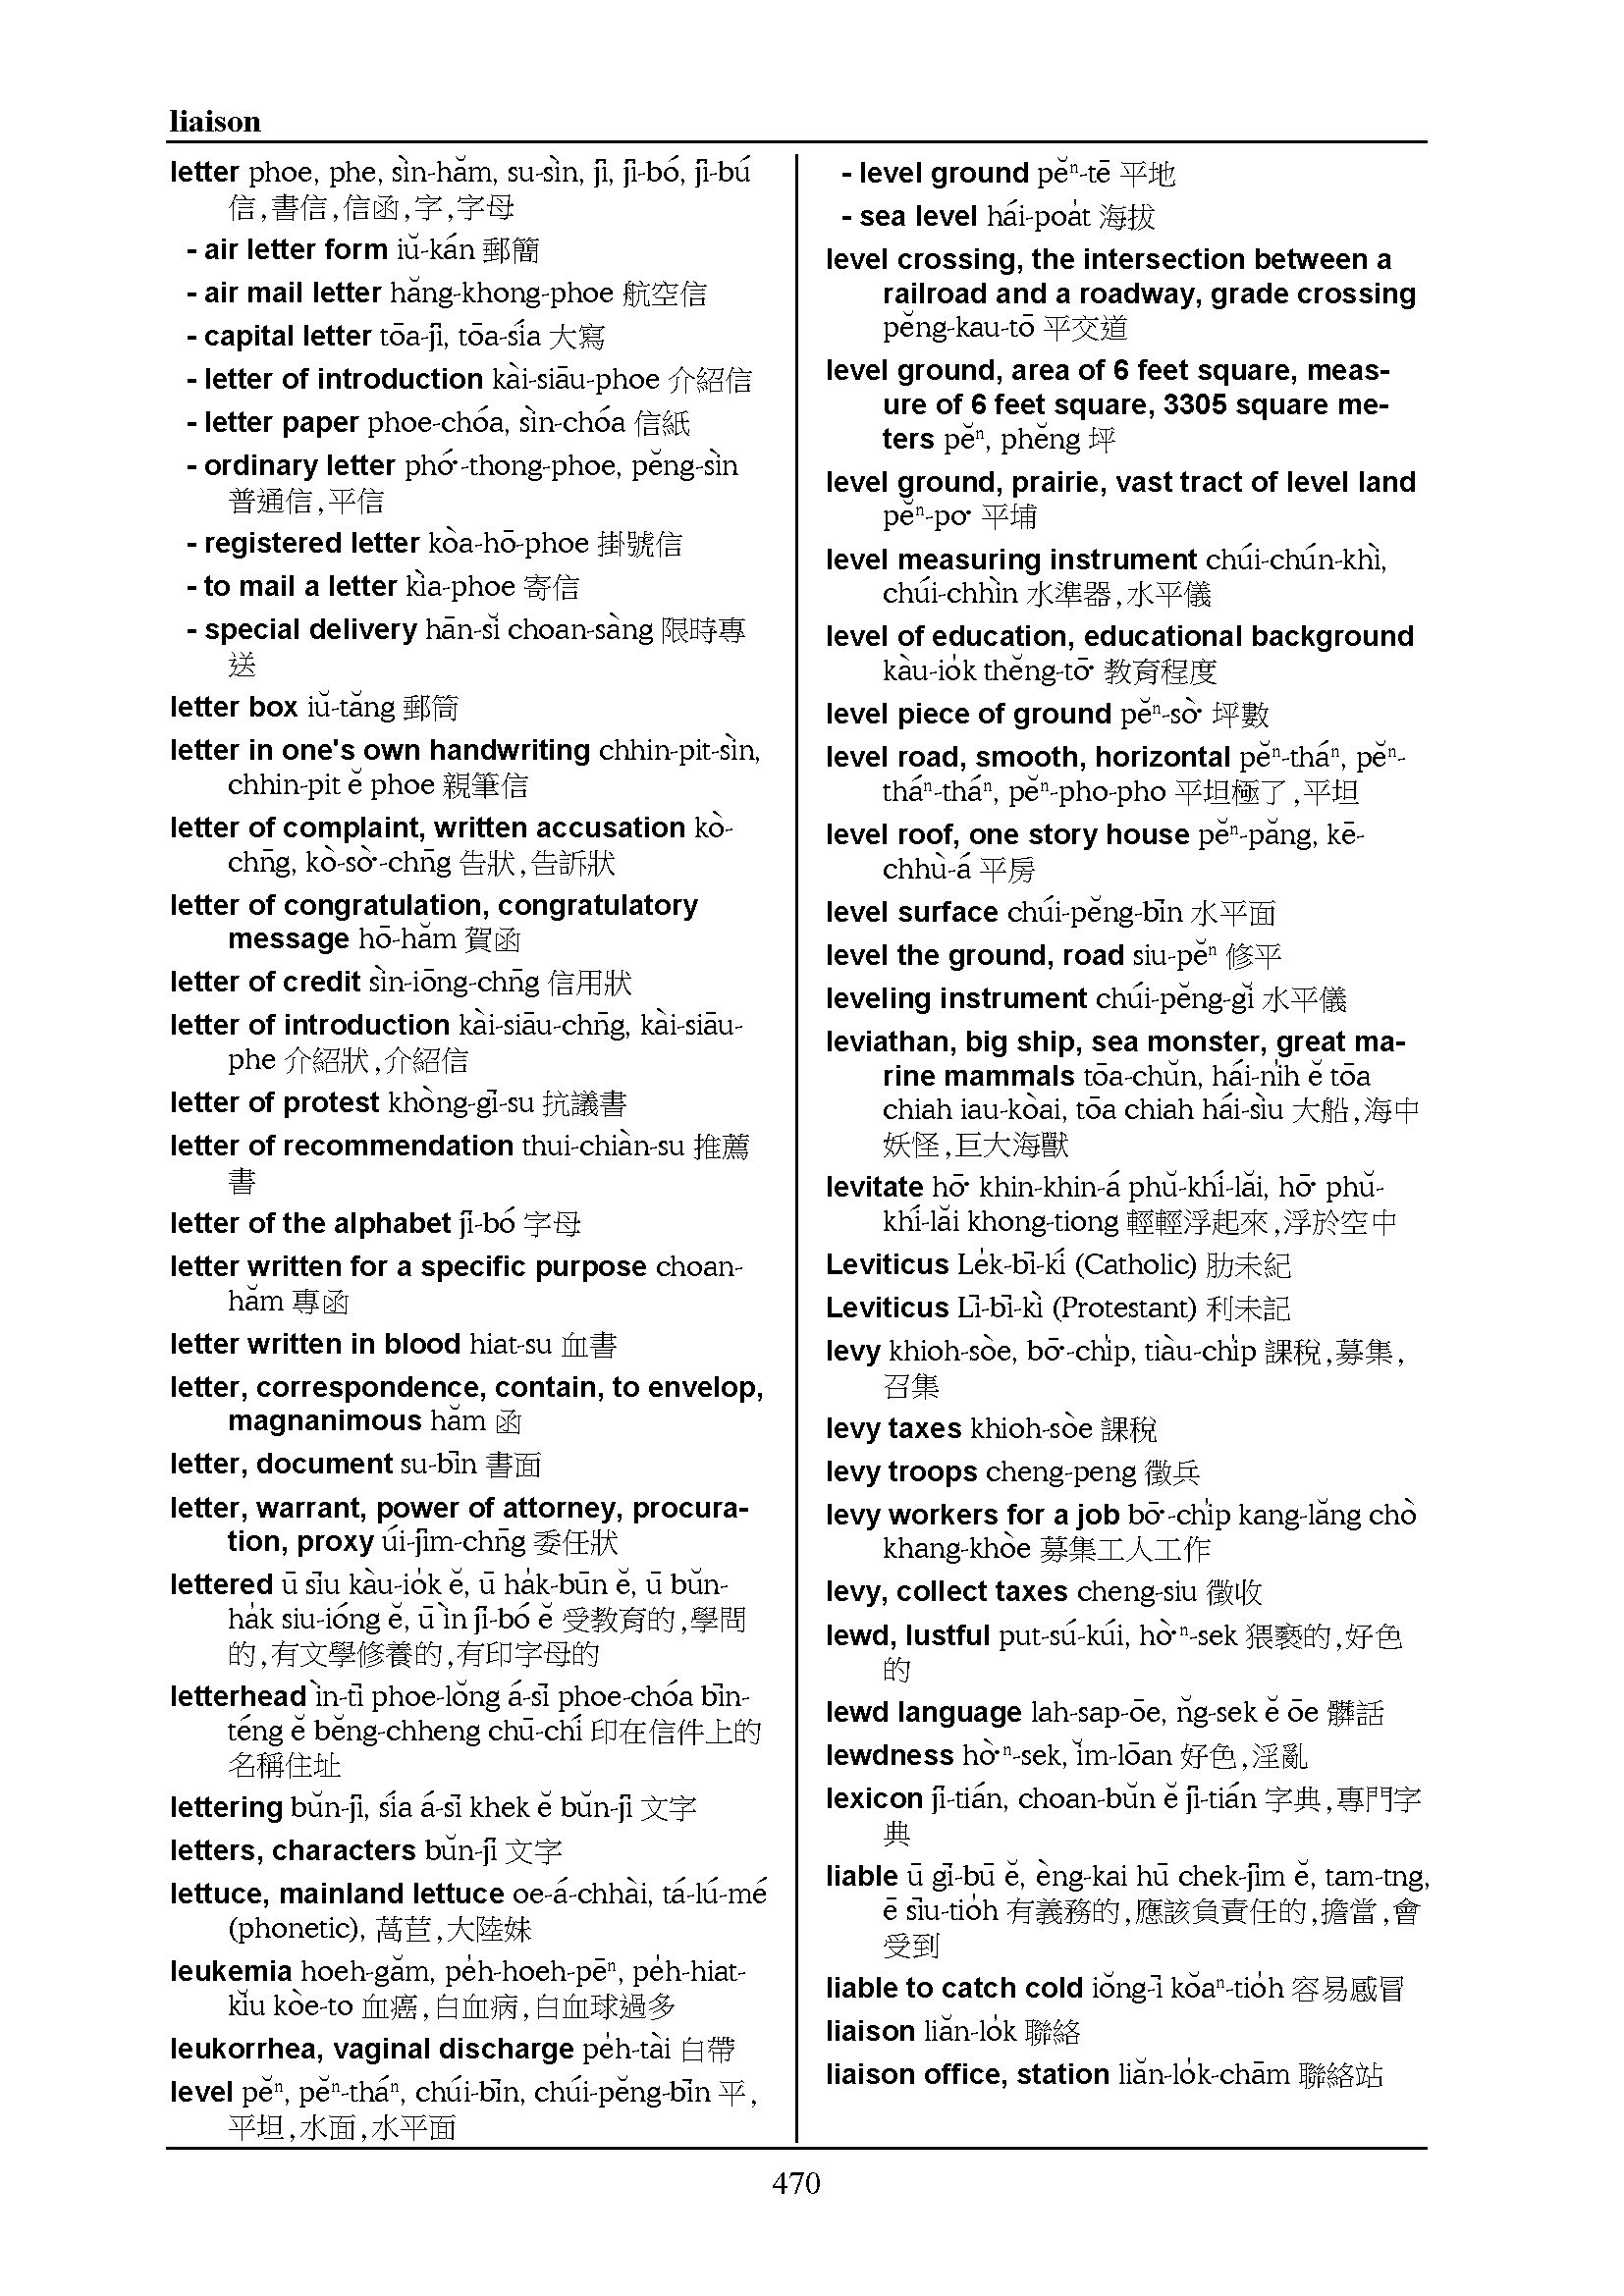 liaison
letter phoe, phe, sìn-hăm, su-sìn, jī, jī-bó, jī-bú
信,書信,信函,字,字母
- air letter form iŭ-kán 郵簡
- air mail letter hăng-khong-phoe 航空信
- capital letter tōa-jī, tōa-sía 大寫
- letter of introduction kài-siāu-phoe 介紹信
- letter paper phoe-chóa, sìn-chóa 信紙
- ordinary letter phó͘-thong-phoe, pĕng-sìn
普通信,平信
- registered letter kòa-hō-phoe 掛號信
- to mail a letter kìa-phoe 寄信
- special delivery hān-sĭ choan-sàng 限時專
送
letter box iŭ-tăng 郵筒
letter in one's own handwriting chhin-pit-sìn,
chhin-pit ĕ phoe 親筆信
letter of complaint, written accusation kò-
chn̄g, kò-sò͘-chn̄g 告狀,告訴狀
letter of congratulation, congratulatory
message hō-hăm 賀函
letter of credit sìn-iōng-chn̄g 信用狀
letter of introduction kài-siāu-chn̄g, kài-siāu-
phe 介紹狀,介紹信
letter of protest khòng-gī-su 抗議書
letter of recommendation thui-chiàn-su 推薦
書
letter of the alphabet jī-bó 字母
letter written for a specific purpose choan-
hăm 專函
letter written in blood hiat-su 血書
letter, correspondence, contain, to envelop,
magnanimous hăm 函
letter, document su-bīn 書面
letter, warrant, power of attorney, procura-
tion, proxy úi-jīm-chn̄g 委任狀
lettered ū sīu kàu-io̍k ĕ, ū ha̍k-būn ĕ, ū bŭn-
ha̍k siu-ióng ĕ, ū ìn jī-bó ĕ 受教育的,學問
的,有文學修養的,有印字母的
letterhead ìn-tī phoe-lŏng á-sī phoe-chóa bīn-
téng ĕ bĕng-chheng chū-chí 印在信件上的
名稱住址
lettering bŭn-jī, sía á-sī khek ĕ bŭn-jī 文字
letters, characters bŭn-jī 文字
lettuce, mainland lettuce oe-á-chhài, tá-lú-mé
(phonetic), 萵苣,大陸妹
leukemia hoeh-găm, pe̍h-hoeh-pēⁿ, pe̍h-hiat-
kĭu kòe-to 血癌,白血病,白血球過多
leukorrhea, vaginal discharge pe̍h-tài 白帶
level pĕⁿ, pĕⁿ-tháⁿ, chúi-bīn, chúi-pĕng-bīn 平,
平坦,水面,水平面
- level ground pĕⁿ-tē 平地
- sea level hái-poa̍t 海拔
level crossing, the intersection between a
railroad and a roadway, grade crossing
pĕng-kau-tō 平交道
level ground, area of 6 feet square, meas-
ure of 6 feet square, 3305 square me-
ters pĕⁿ, phĕng 坪
level ground, prairie, vast tract of level land
pĕⁿ-po͘ 平埔
level measuring instrument chúi-chún-khì,
chúi-chhìn 水準器,水平儀
level of education, educational background
kàu-io̍k thĕng-tō͘ 教育程度
level piece of ground pĕⁿ-sò͘ 坪數
level road, smooth, horizontal pĕⁿ-tháⁿ, pĕⁿ-
tháⁿ-tháⁿ, pĕⁿ-pho-pho 平坦極了,平坦
level roof, one story house pĕⁿ-păng, kē-
chhù-á 平房
level surface chúi-pĕng-bīn 水平面
level the ground, road siu-pĕⁿ 修平
leveling instrument chúi-pĕng-gĭ 水平儀
leviathan, big ship, sea monster, great ma-
rine mammals tōa-chŭn, hái-ni̍h ĕ tōa
chiah iau-kòai, tōa chiah hái-sìu 大船,海中
妖怪,巨大海獸
levitate hō͘ khin-khin-á phŭ-khí-lăi, hō͘ phŭ-
khí-lăi khong-tiong 輕輕浮起來,浮於空中
Leviticus Le̍k-bī-kí (Catholic) 肋未紀
Leviticus Lī-bī-kì (Protestant) 利未記
levy khioh-sòe, bō͘-chi̍p, tiàu-chi̍p 課稅,募集,
召集
levy taxes khioh-sòe 課稅
levy troops cheng-peng 徵兵
levy workers for a job bō͘-chi̍p kang-lăng chò
khang-khòe 募集工人工作
levy, collect taxes cheng-siu 徵收
lewd, lustful put-sú-kúi, hò͘ⁿ-sek 猥褻的,好色
的
lewd language lah-sap-ōe, n̆g-sek ĕ ōe 髒話
lewdness hò͘ⁿ-sek, ĭm-lōan 好色,淫亂
lexicon jī-tián, choan-bŭn ĕ jī-tián 字典,專門字
典
liable ū gī-bū ĕ, èng-kai hū chek-jīm ĕ, tam-tng,
ē sīu-tio̍h 有義務的,應該負責任的,擔當,會
受到
liable to catch cold iŏng-ī kŏaⁿ-tio̍h 容易感冒
liaison liăn-lo̍k 聯絡
liaison office, station liăn-lo̍k-chām 聯絡站
470